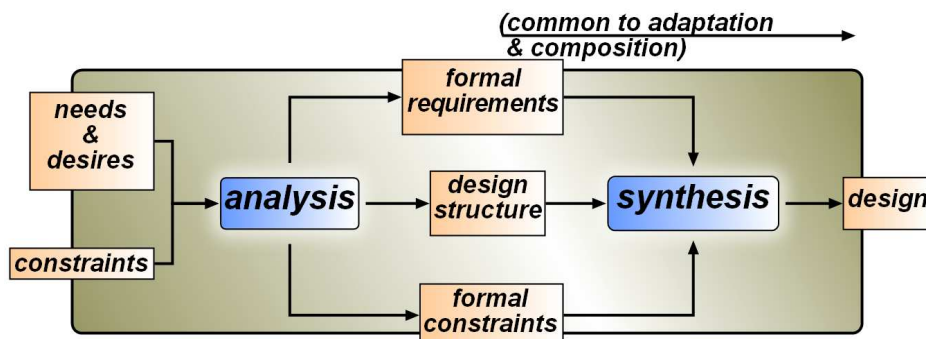 (common to adaptation
& composition)
formal
requirements
needs
&
desires
analysis
design
structure
synthesis
design
constraints
formal
constraints